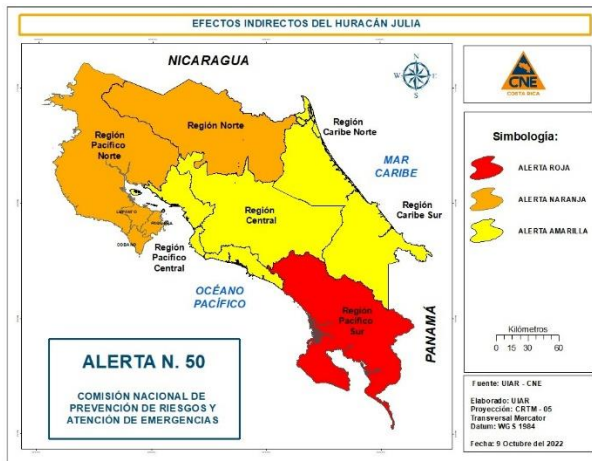 EFECTOS INDIRECTOS DEL HURACÁN JULIA
NICARAGUA
N
W
E
S
Región Norte
Región
Pacífico
Norte
Región
Caribe Norte
MAR
CARIBE
Región
Central
Región
Caribe Sur
Región
Pacífico
Central
OCÉANO
PACÍFICO
Región
Pacífico
Sur
PANAMÁ
ALERTA N. 50
COMISIÓN NACIONAL DE
PREVENCIÓN DE RIESGOS Y
ATENCIÓN DE EMERGENCIAS
CNE
COSTA RICA
Simbología:
ALERTA ROJA
ALERTA NARANJA
ALERTA AMARILLA
Kilómetros
0 15 30 60
Fuente: UIAR - CNE
Elaborado: UIAR
Proyección: CRTM - 05
Transversal Mercator
Datum: WGS 1984
Fecha: 9 Octubre del 2022